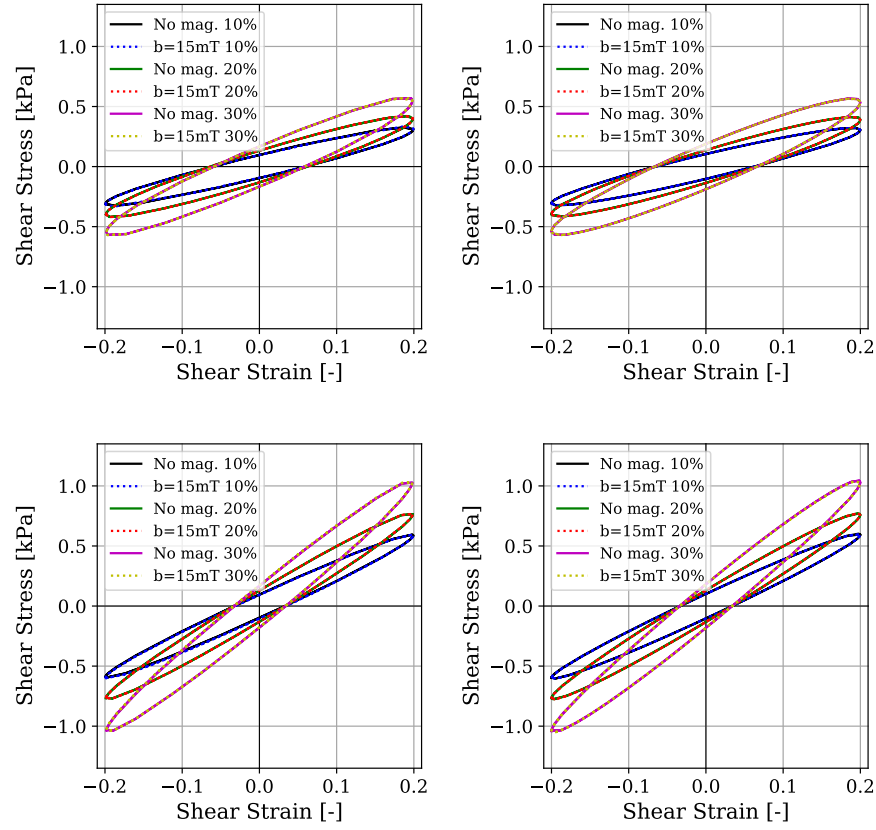 No mag. 10%
b=15mT 10%
No mag. 20%
b=15mT 20%
No mag. 30%
b=15mT 30%
1.0
0.5
0.0
−0.5
−1.0
Shear Stress [kPa]
−0.2 −0.1 0.0 0.1 0.2
Shear Strain [-]
No mag. 10%
b=15mT 10%
No mag. 20%
b=15mT 20%
No mag. 30%
b=15mT 30%
1.0
0.5
0.0
−0.5
−1.0
Shear Stress [kPa]
−0.2 −0.1 0.0 0.1 0.2
Shear Strain [-]
No mag. 10%
b=15mT 10%
No mag. 20%
b=15mT 20%
No mag. 30%
b=15mT 30%
1.0
0.5
0.0
−0.5
−1.0
Shear Stress [kPa]
−0.2 −0.1 0.0 0.1 0.2
Shear Strain [-]
No mag. 10%
b=15mT 10%
No mag. 20%
b=15mT 20%
No mag. 30%
b=15mT 30%
1.0
0.5
0.0
−0.5
−1.0
Shear Stress [kPa]
−0.2 −0.1 0.0 0.1 0.2
Shear Strain [-]